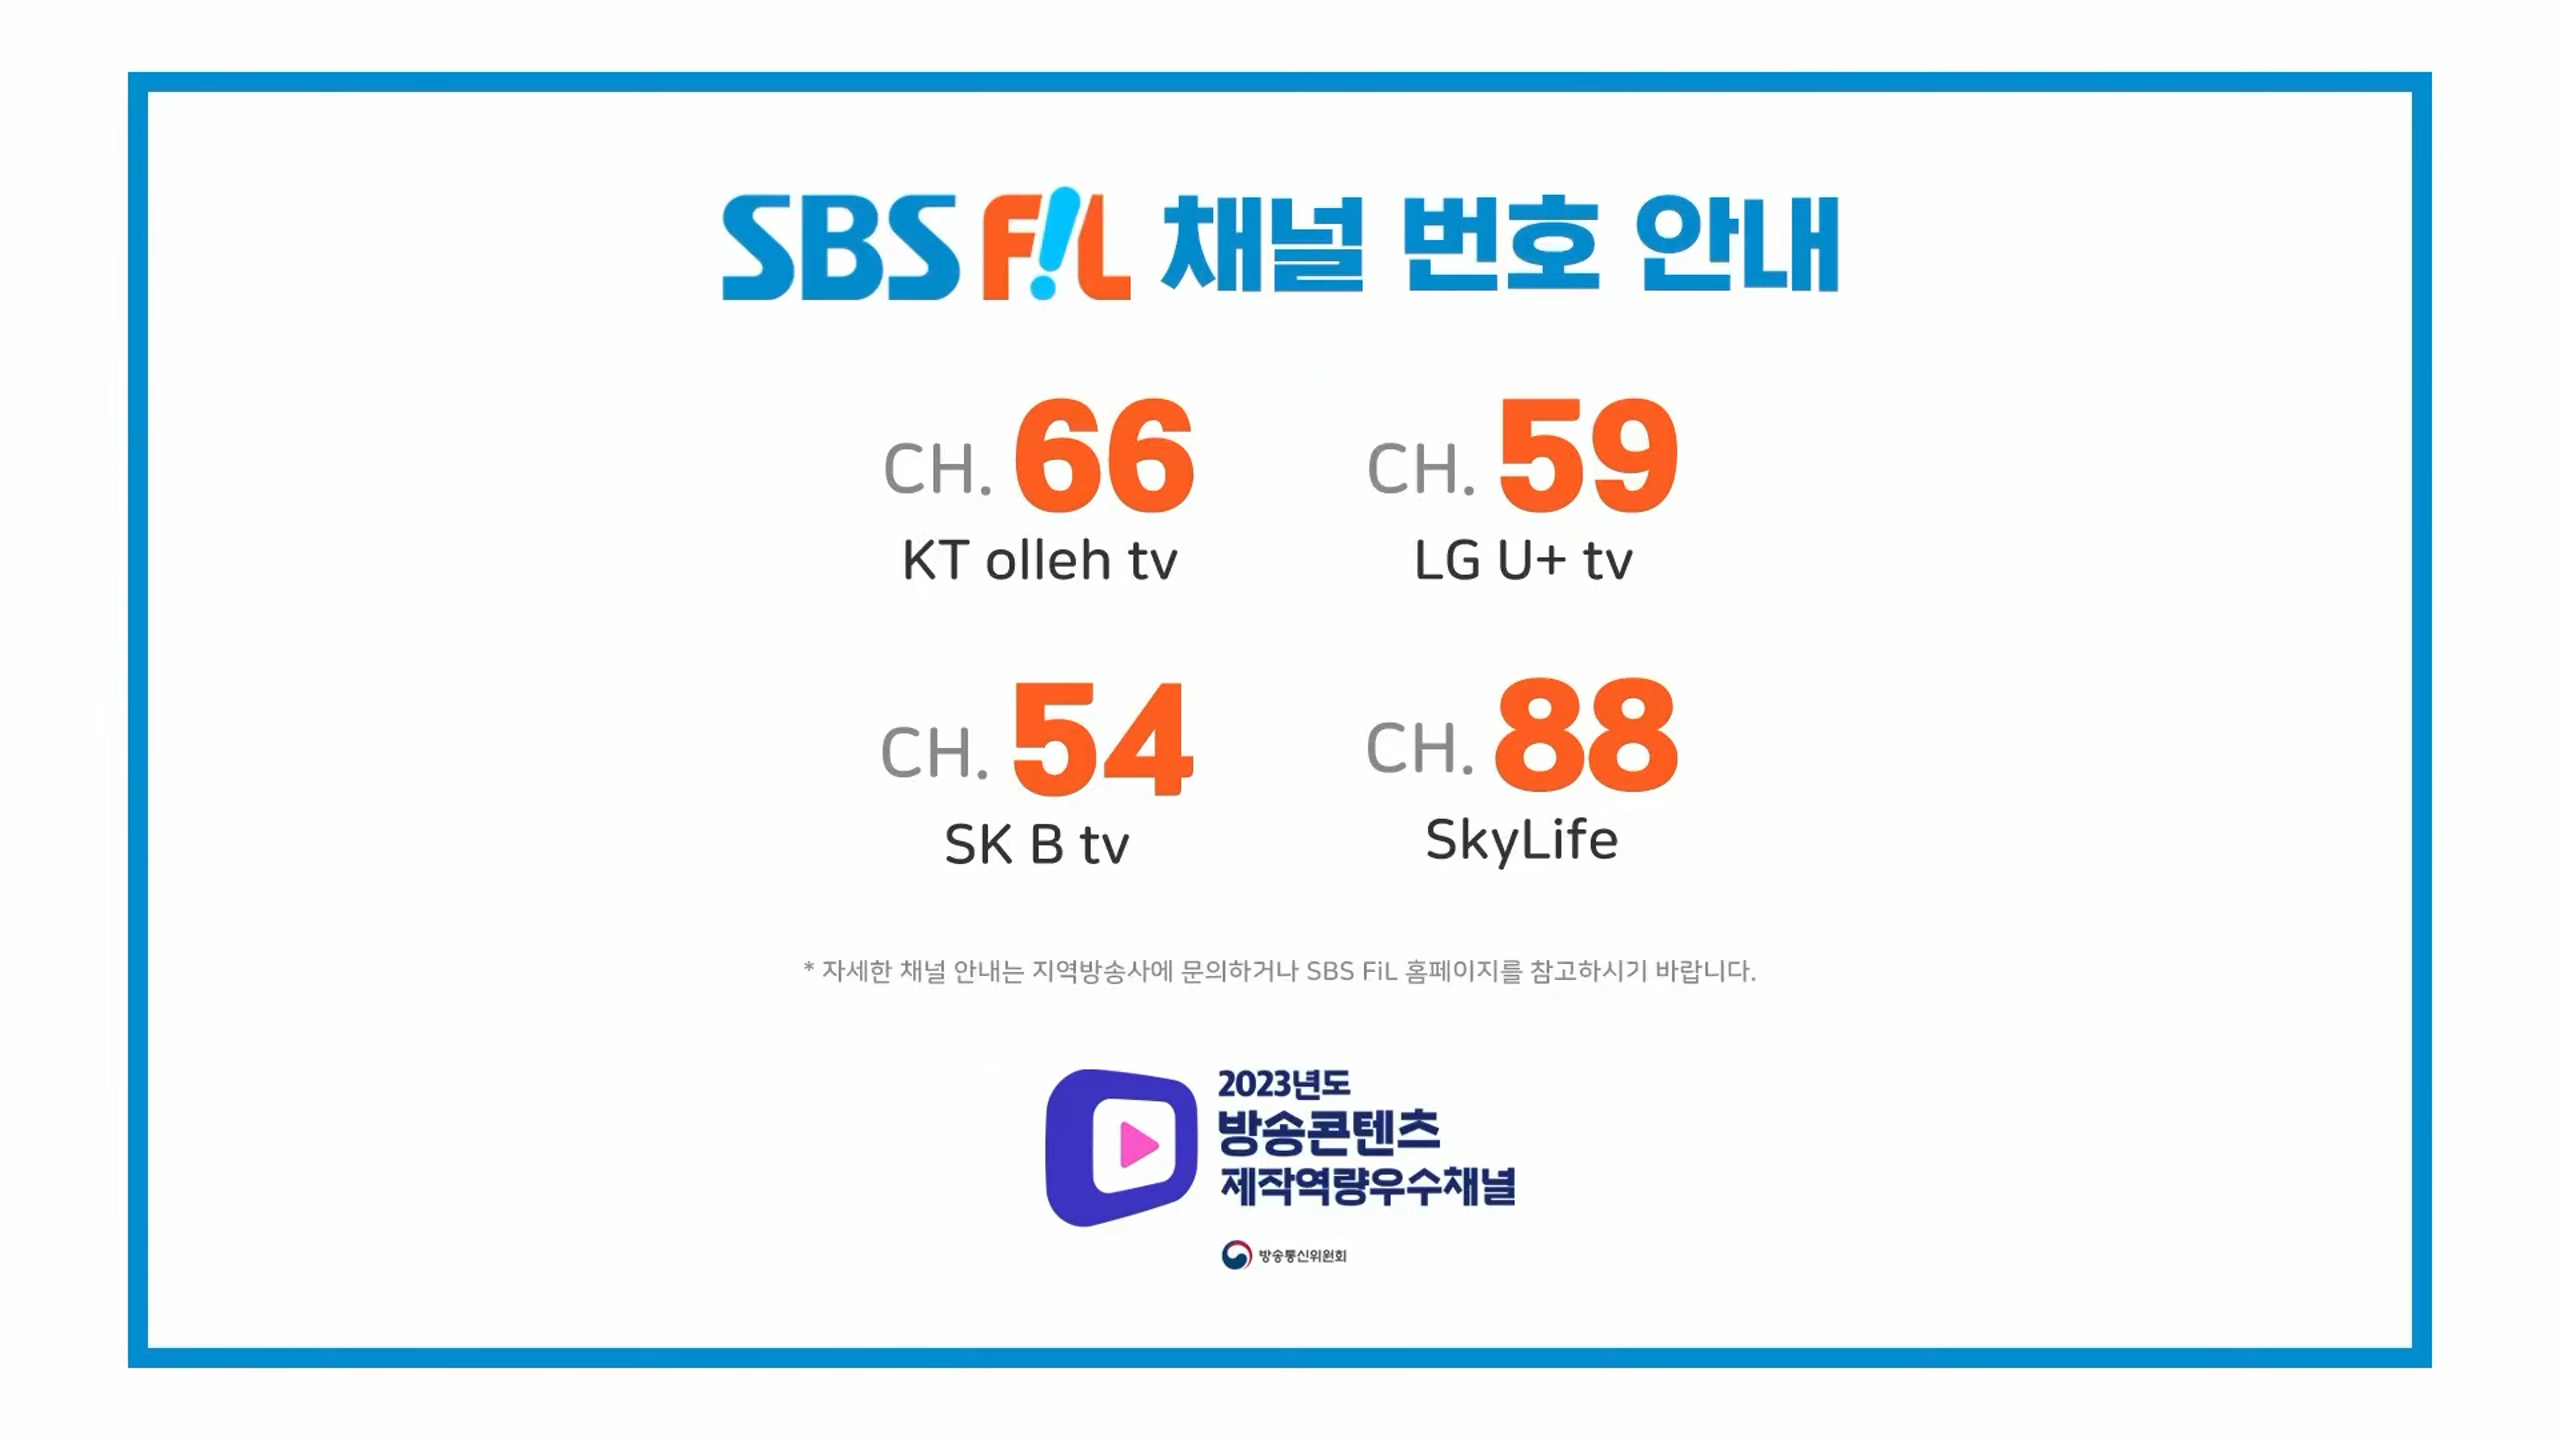 SBS F!L 채널 번호 안내
CH. 66
KT olleh tv
CH. 59
LG U+ tv
CH. 54
SK B tv
CH. 88
SkyLife
* 자세한 채널 안내는 지역방송사에 문의하거나 SBS FiL 홈페이지를 참고하시기 바랍니다.
2023년도
방송콘텐츠
제작역량우수채널
방송통신위원회